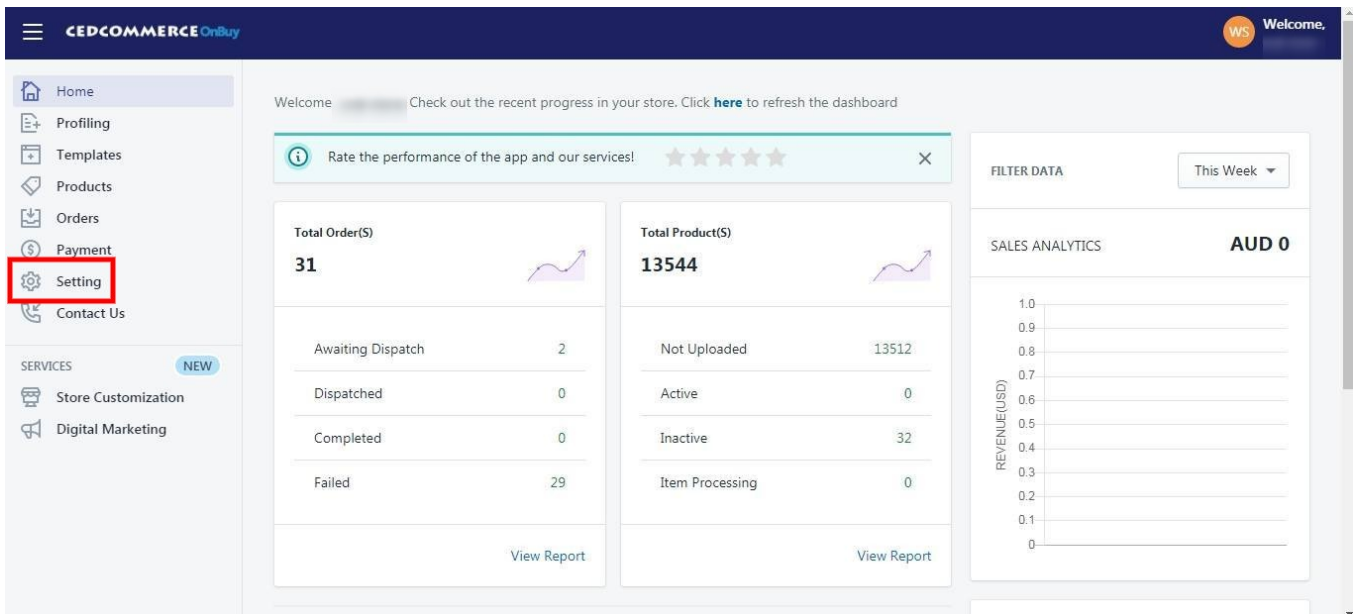 CEDCOMMERCE OnBuy
WS
Welcome,
Home
Profiling
Templates
Products
Orders
Payment
Setting
Contact Us
SERVICES NEW
Store Customization
Digital Marketing
Welcome Check out the recent progress in your store. Click here to refresh the dashboard
Rate the performance of the app and our services!
Total Order(S)
31
Awaiting Dispatch 2
Dispatched 0
Completed 0
Failed 29
View Report
Total Product(S)
13544
Not Uploaded 13512
Active 0
Inactive 32
Item Processing 0
View Report
FILTER DATA This Week
SALES ANALYTICS AUD 0
REVENUE(USD)
1.0
0.9
0.8
0.7
0.6
0.5
0.4
0.3
0.2
0.1
0